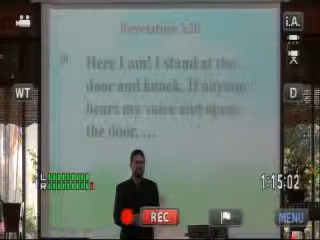 Revelation 3:20
Here I am! I stand at the
door and knock. If anyone
hears my voice and opens
the door, ...
i.A.
WT
D
L
R
1:15:02
REC
MENU